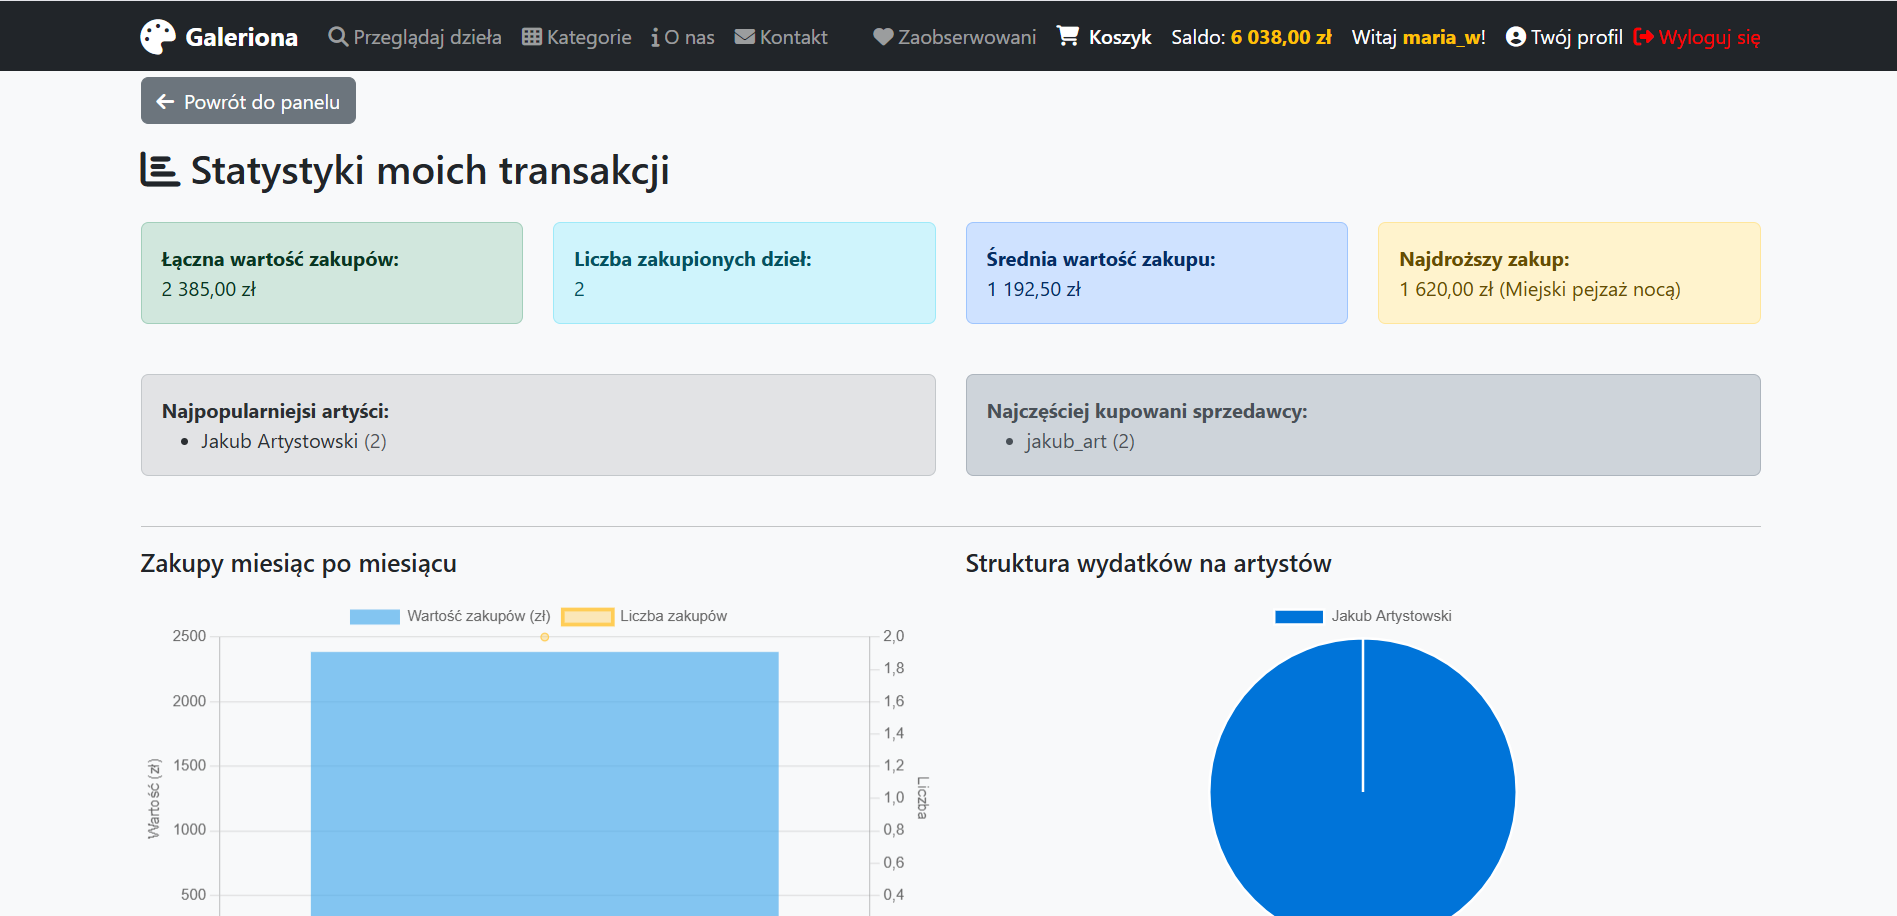 Galeriona Przeglądaj dzieła Kategorie O nas Kontakt Zaobserwowani Koszyk Saldo: 6 038,00 zł Witaj maria_w! Twój profil Wyloguj się
Powrót do panelu
Statystyki moich transakcji
Łączna wartość zakupów:
2 385,00 zł
Liczba zakupionych dzieł:
2
Średnia wartość zakupu:
1 192,50 zł
Najdroższy zakup:
1 620,00 zł (Miejski pejzaż nocą)
Najpopularniejsi artyści:
• Jakub Artystowski (2)
Najczęściej kupowani sprzedawcy:
• jakub_art (2)
Zakupy miesiąc po miesiącu
Wartość zakupów (zł) Liczba zakupów
2500
2000
1500
1000
500
Wartość (zł)
2,0
1,8
1,6
1,4
1,2
1,0
0,8
0,6
0,4
Liczba
Struktura wydatków na artystów
Jakub Artystowski